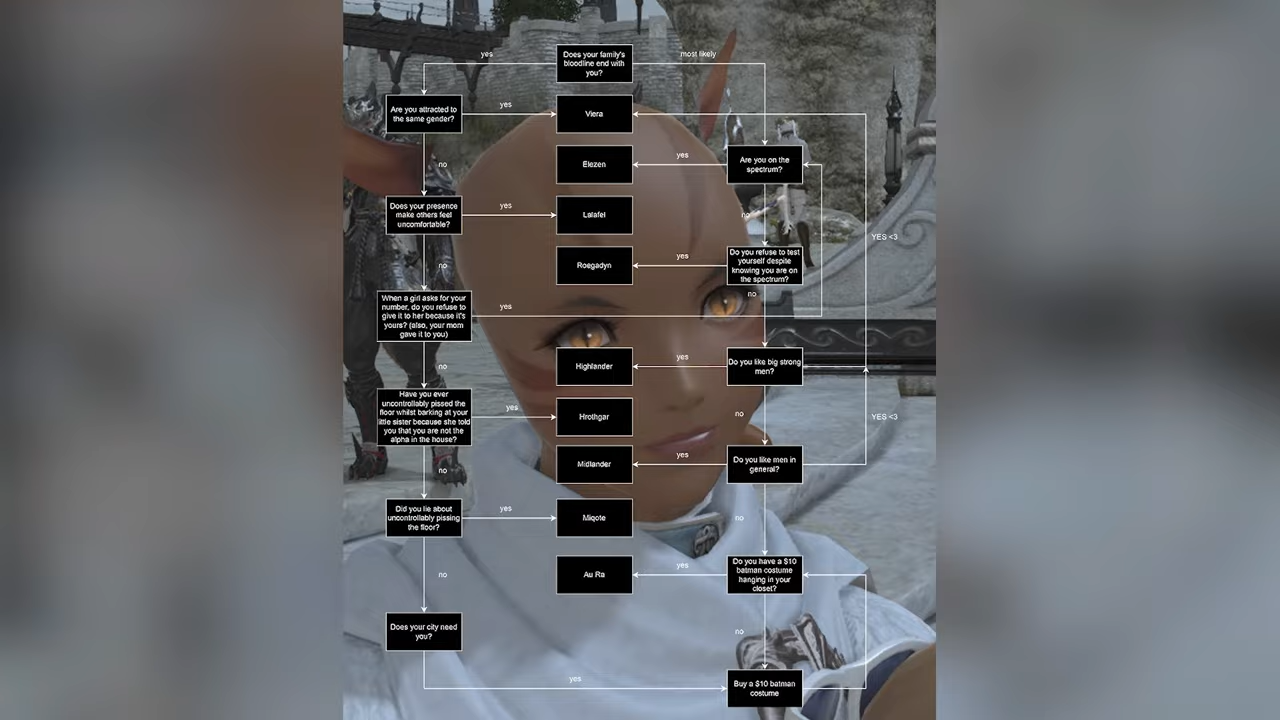 Does your family's
bloodline end with
you?
yes
most likely
Are you attracted to
the same gender?
yes
Viera
no
Elezen
yes
Are you on the
spectrum?
Does your presence
make others feel
uncomfortable?
yes
Lalafel
no
YES <3
no
Roegadyn
yes
Do you refuse to test
yourself despite
knowing you are on
the spectrum?
no
When a girl asks for your
number, do you refuse to
give it to her because it's
yours? (also, your mom
gave it to you)
yes
no
Highlander
yes
Do you like big strong
men?
Have you ever
uncontrollably pissed the
floor whilst barking at your
little sister because she told
you that you are not the
alpha in the house?
yes
Hrothgar
no
YES <3
no
Midlander
yes
Do you like men in
general?
Did you lie about
uncontrollably pissing
the floor?
yes
Miqote
no
no
Au Ra
yes
Do you have a $10
batman costume
hanging in your
closet?
Does your city need
you?
no
yes
Buy a $10 batman
costume